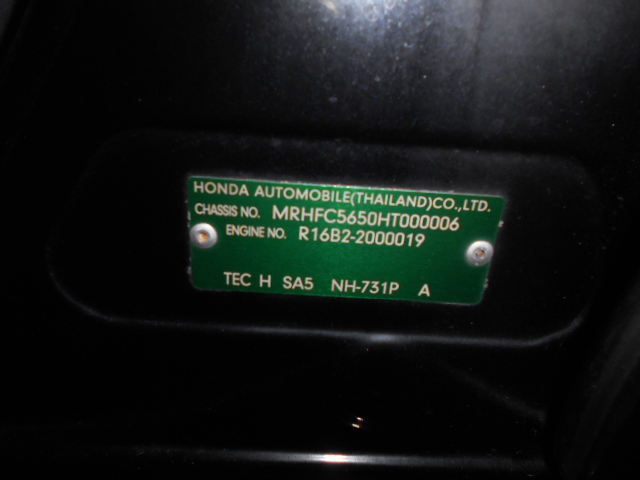 HONDA AUTOMOBILE(THAILAND)CO.,LTD.
CHASSIS NO. MRHFC5650HT000006
ENGINE NO. R16B2-2000019
TEC H SA5 NH-731P A